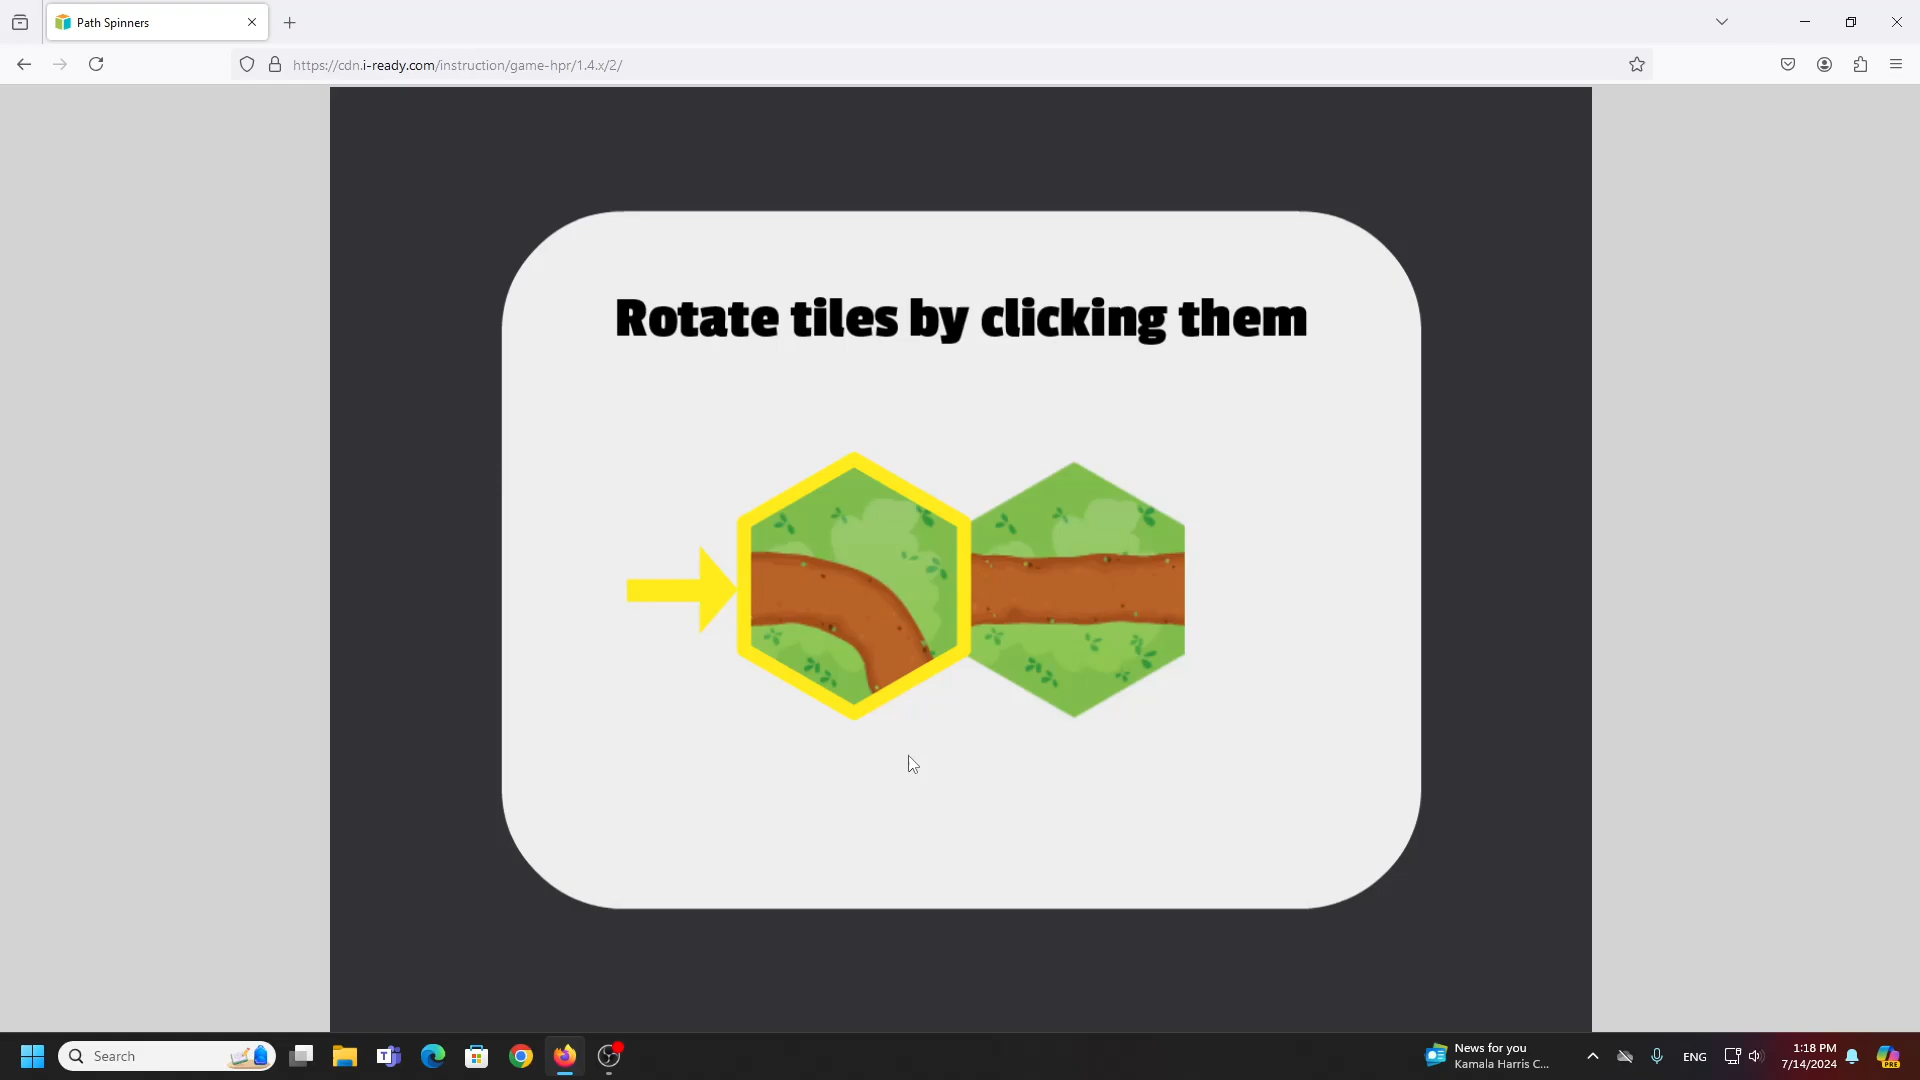 Path Spinners
https://cdn.i-ready.com/instruction/game-hpr/1.4.x/2/
Rotate tiles by clicking them
Search
News for you
Kamala Harris C...
ENG
1:18 PM
7/14/2024
PRE